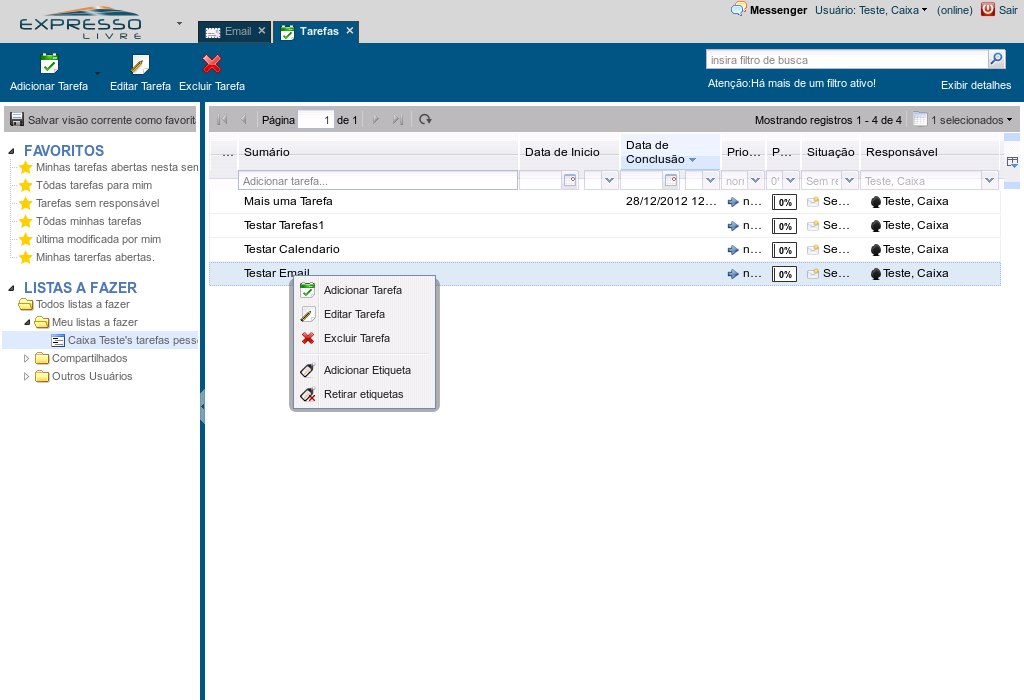 EXPRESSO
LIVRE
Email
Tarefas
Messenger
Usuário: Teste, Caixa
(online)
Sair
Adicionar Tarefa
Editar Tarefa
Excluir Tarefa
insira filtro de busca
Atenção:Há mais de um filtro ativo!
Exibir detalhes
Salvar visão corrente como favorit
Página 1 de 1
Mostrando registros 1 - 4 de 4
1 selecionados
FAVORITOS
Minhas tarefas abertas nesta sen
Tôdas tarefas para mim
Tarefas sem responsável
Tôdas minhas tarefas
última modificada por mim
Minhas tarerfas abertas.
LISTAS A FAZER
Todos listas a fazer
Meu listas a fazer
Caixa Teste's tarefas pess
Compartilhados
Outros Usuários
... Sumário Data de Inicio Data de Conclusão Prio... P... Situação Responsável
Adicionar tarefa... non 0° Sem re Teste, Caixa
Mais uma Tarefa 28/12/2012 12... n... 0% Se... Teste, Caixa
Testar Tarefas1 n... 0% Se... Teste, Caixa
Testar Calendario n... 0% Se... Teste, Caixa
Testar Email n... 0% Se... Teste, Caixa
Adicionar Tarefa
Editar Tarefa
Excluir Tarefa
Adicionar Etiqueta
Retirar etiquetas